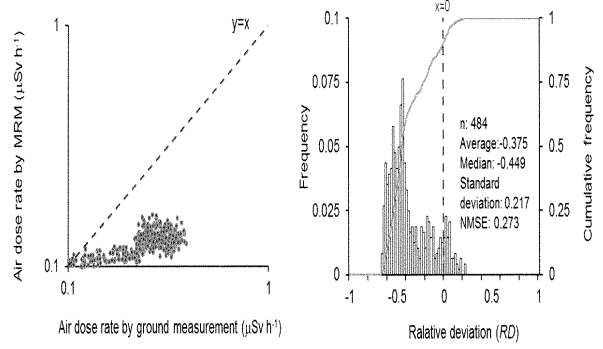 1
y=x
Air dose rate by MRM (μSv h-1)
0.1
0.1
1
Air dose rate by ground measurement (μSv h-1)
x=0
0.1
0.075
0.05
0.025
0
Frequency
1
0.75
0.5
0.25
0
Cumulative frequency
n: 484
Average:-0.375
Median: -0.449
Standard
deviation: 0.217
NMSE: 0.273
-1
-0.5
0
0.5
1
Ralative deviation (RD)